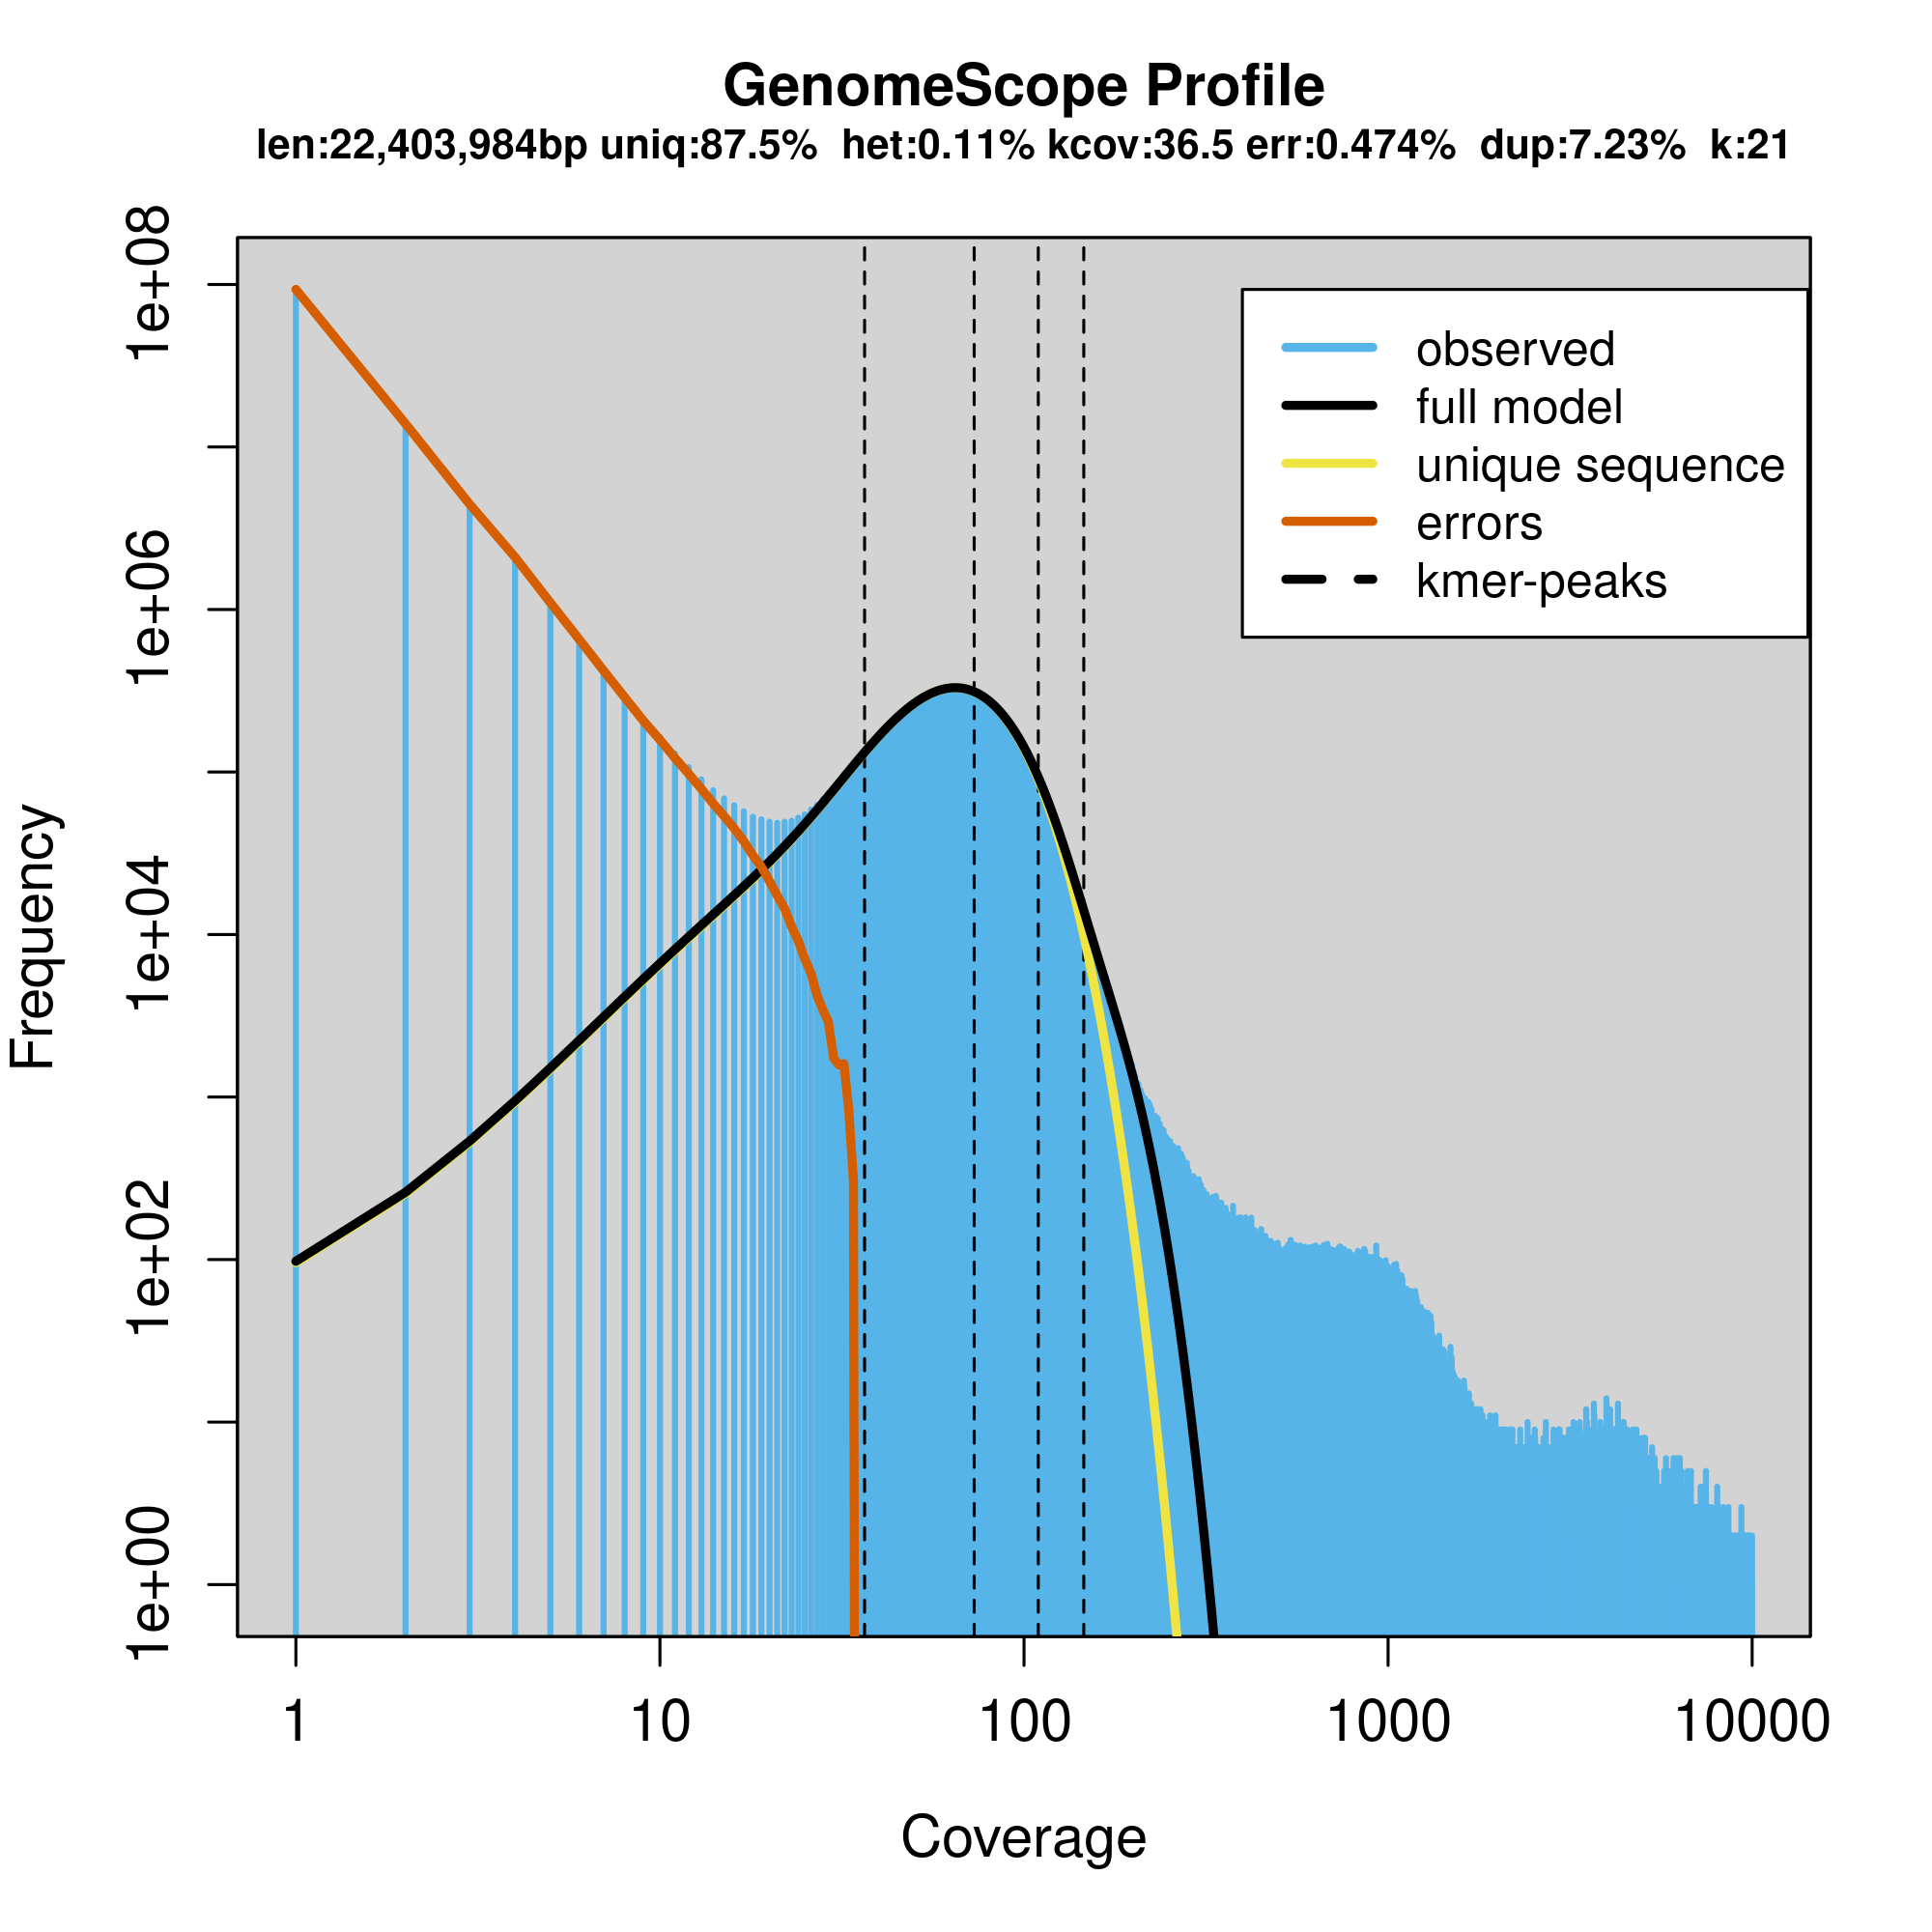 GenomeScope Profile
len:22,403,984bp uniq:87.5% het:0.11% kcov:36.5 err:0.474% dup:7.23% k:21
1e+08
1e+06
1e+04
1e+02
1e+00
Frequency
observed
full model
unique sequence
errors
kmer-peaks
1 10 100 1000 10000
Coverage